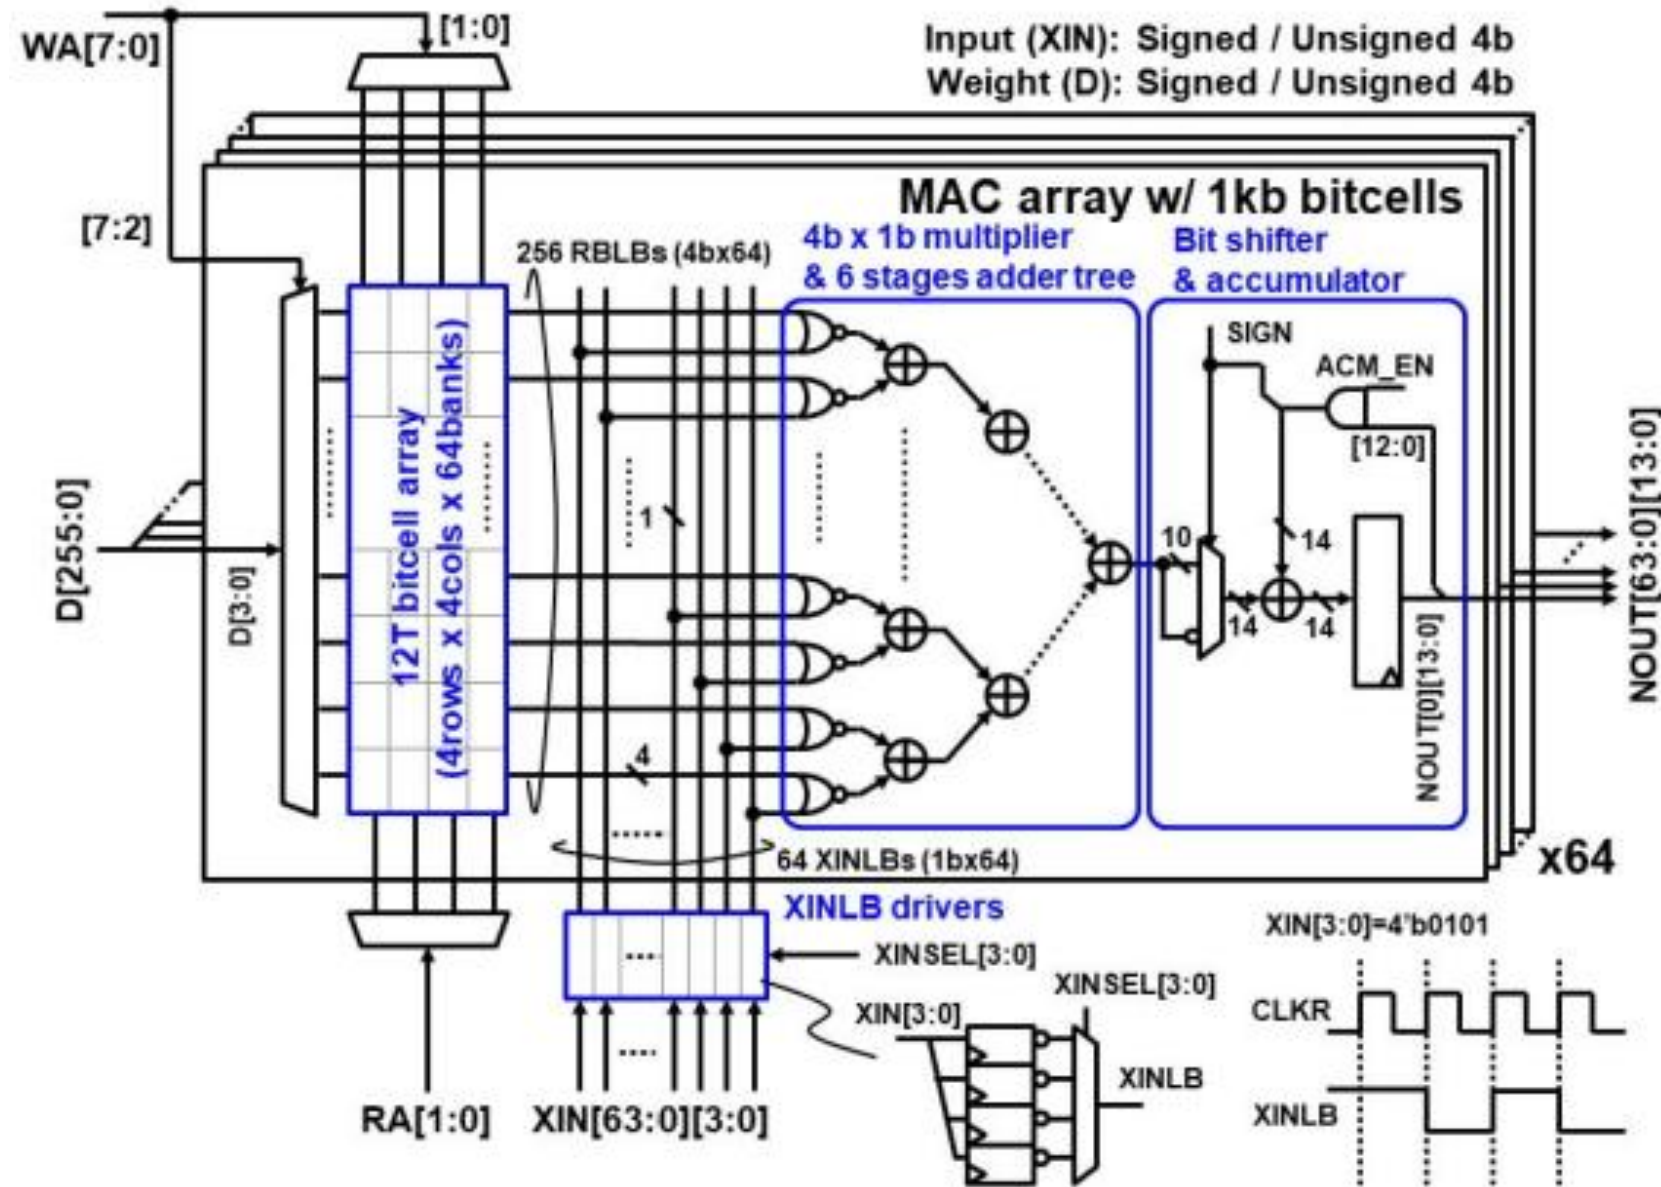 WA[7:0]
[1:0]
Input (XIN): Signed / Unsigned 4b
Weight (D): Signed / Unsigned 4b
MAC array w/ 1kb bitcells
[7:2]
256 RBLBs (4bx64)
4b x 1b multiplier
& 6 stages adder tree
Bit shifter
& accumulator
SIGN
ACM_EN
[12:0]
12T bitcell array
(4rows x 4cols x 64banks)
D[255:0]
D[3:0]
1
4
10
14
14
14
NOUT[0][13:0]
NOUT[63:0][13:0]
64 XINLBs (1bx64)
x64
XINLB drivers
XINSEL[3:0]
RA[1:0]
XIN[63:0][3:0]
XIN[3:0]
XINSEL[3:0]
XINLB
XIN[3:0]=4'b0101
CLKR
XINLB